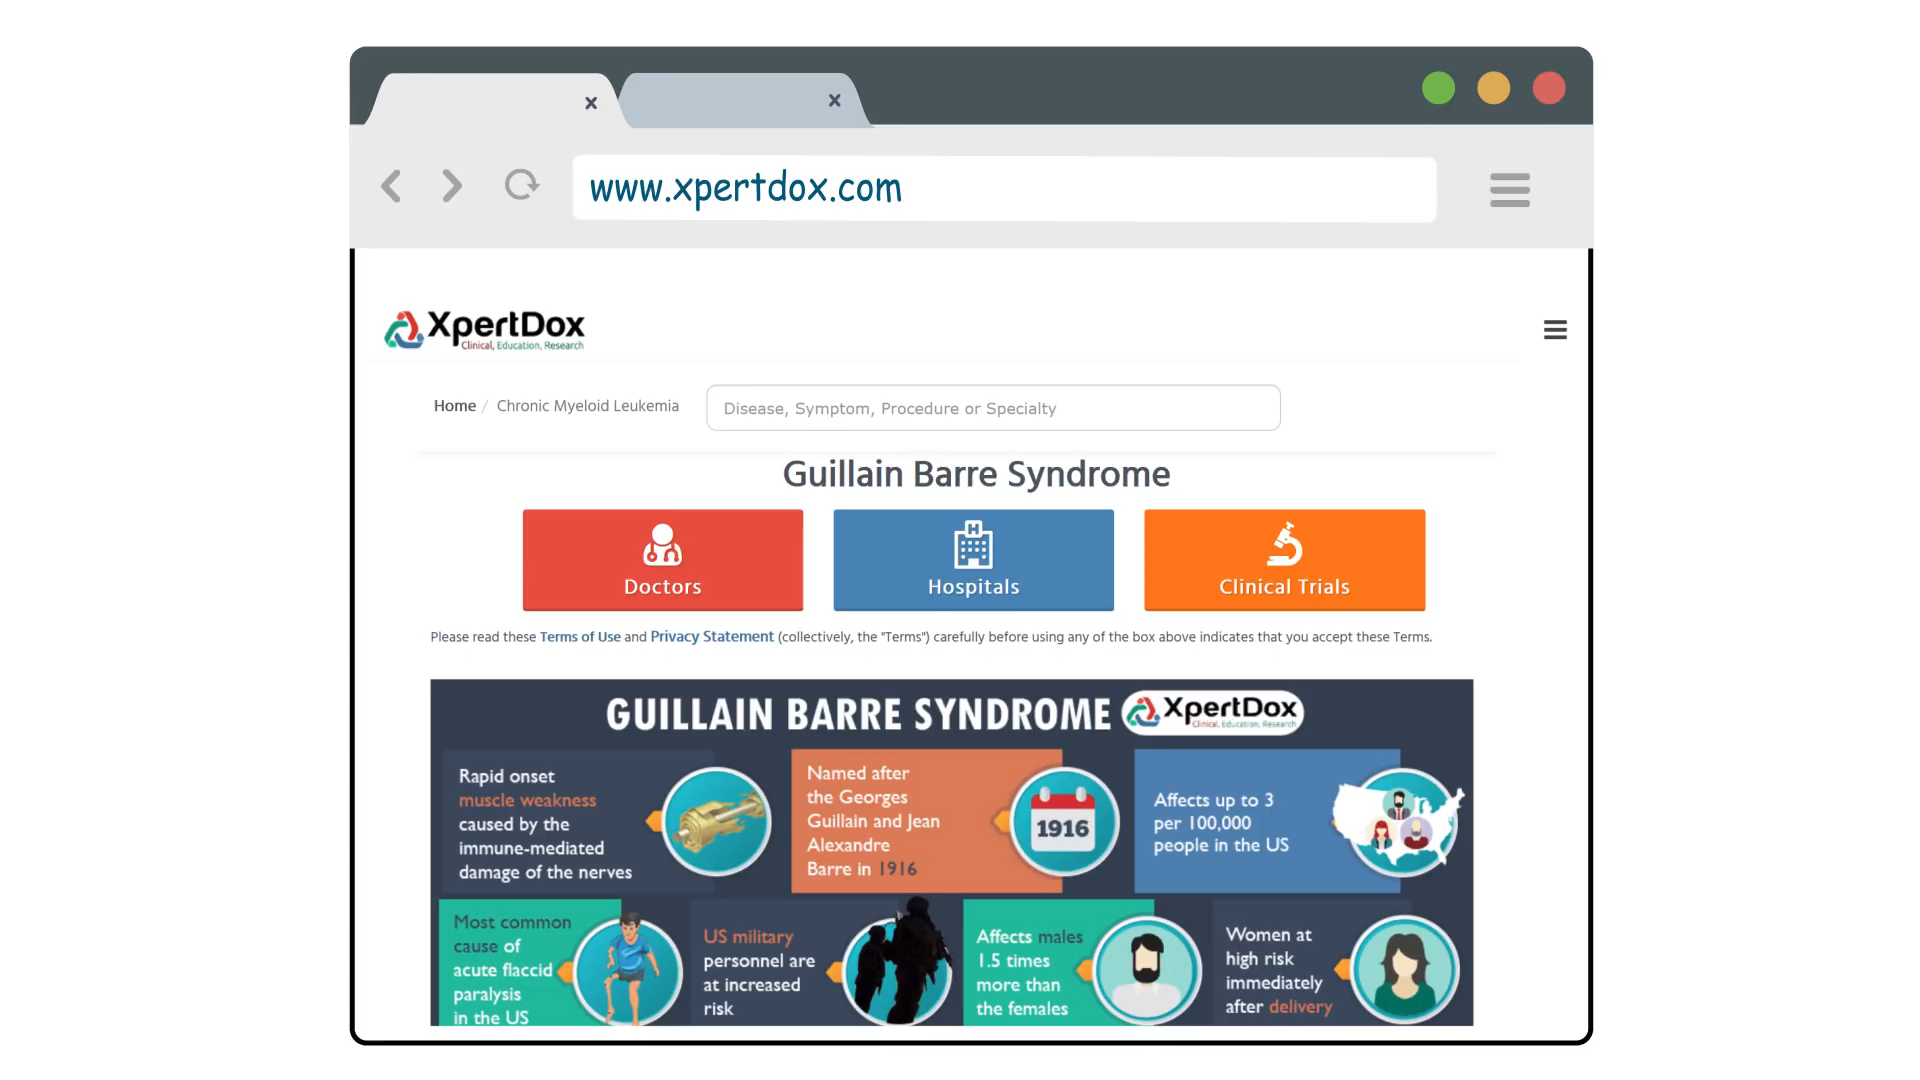 www.xpertdox.com
XpertDox
Clinical, Education, Research
Home / Chronic Myeloid Leukemia
Disease, Symptom, Procedure or Specialty
Guillain Barre Syndrome
Doctors
Hospitals
Clinical Trials
Please read these Terms of Use and Privacy Statement (collectively, the "Terms") carefully before using any of the box above indicates that you accept these Terms.
GUILLAIN BARRE SYNDROME
XpertDox
Clinical, Education, Research
Rapid onset
muscle weakness
caused by the
immune-mediated
damage of the nerves
Named after
the Georges
Guillain and Jean
Alexandre
Barre in 1916
1916
Affects up to 3
per 100,000
people in the US
Most common
cause of
acute flaccid
paralysis
in the US
US military
personnel are
at increased
risk
Affects males
1.5 times
more than
the females
Women at
high risk
immediately
after delivery